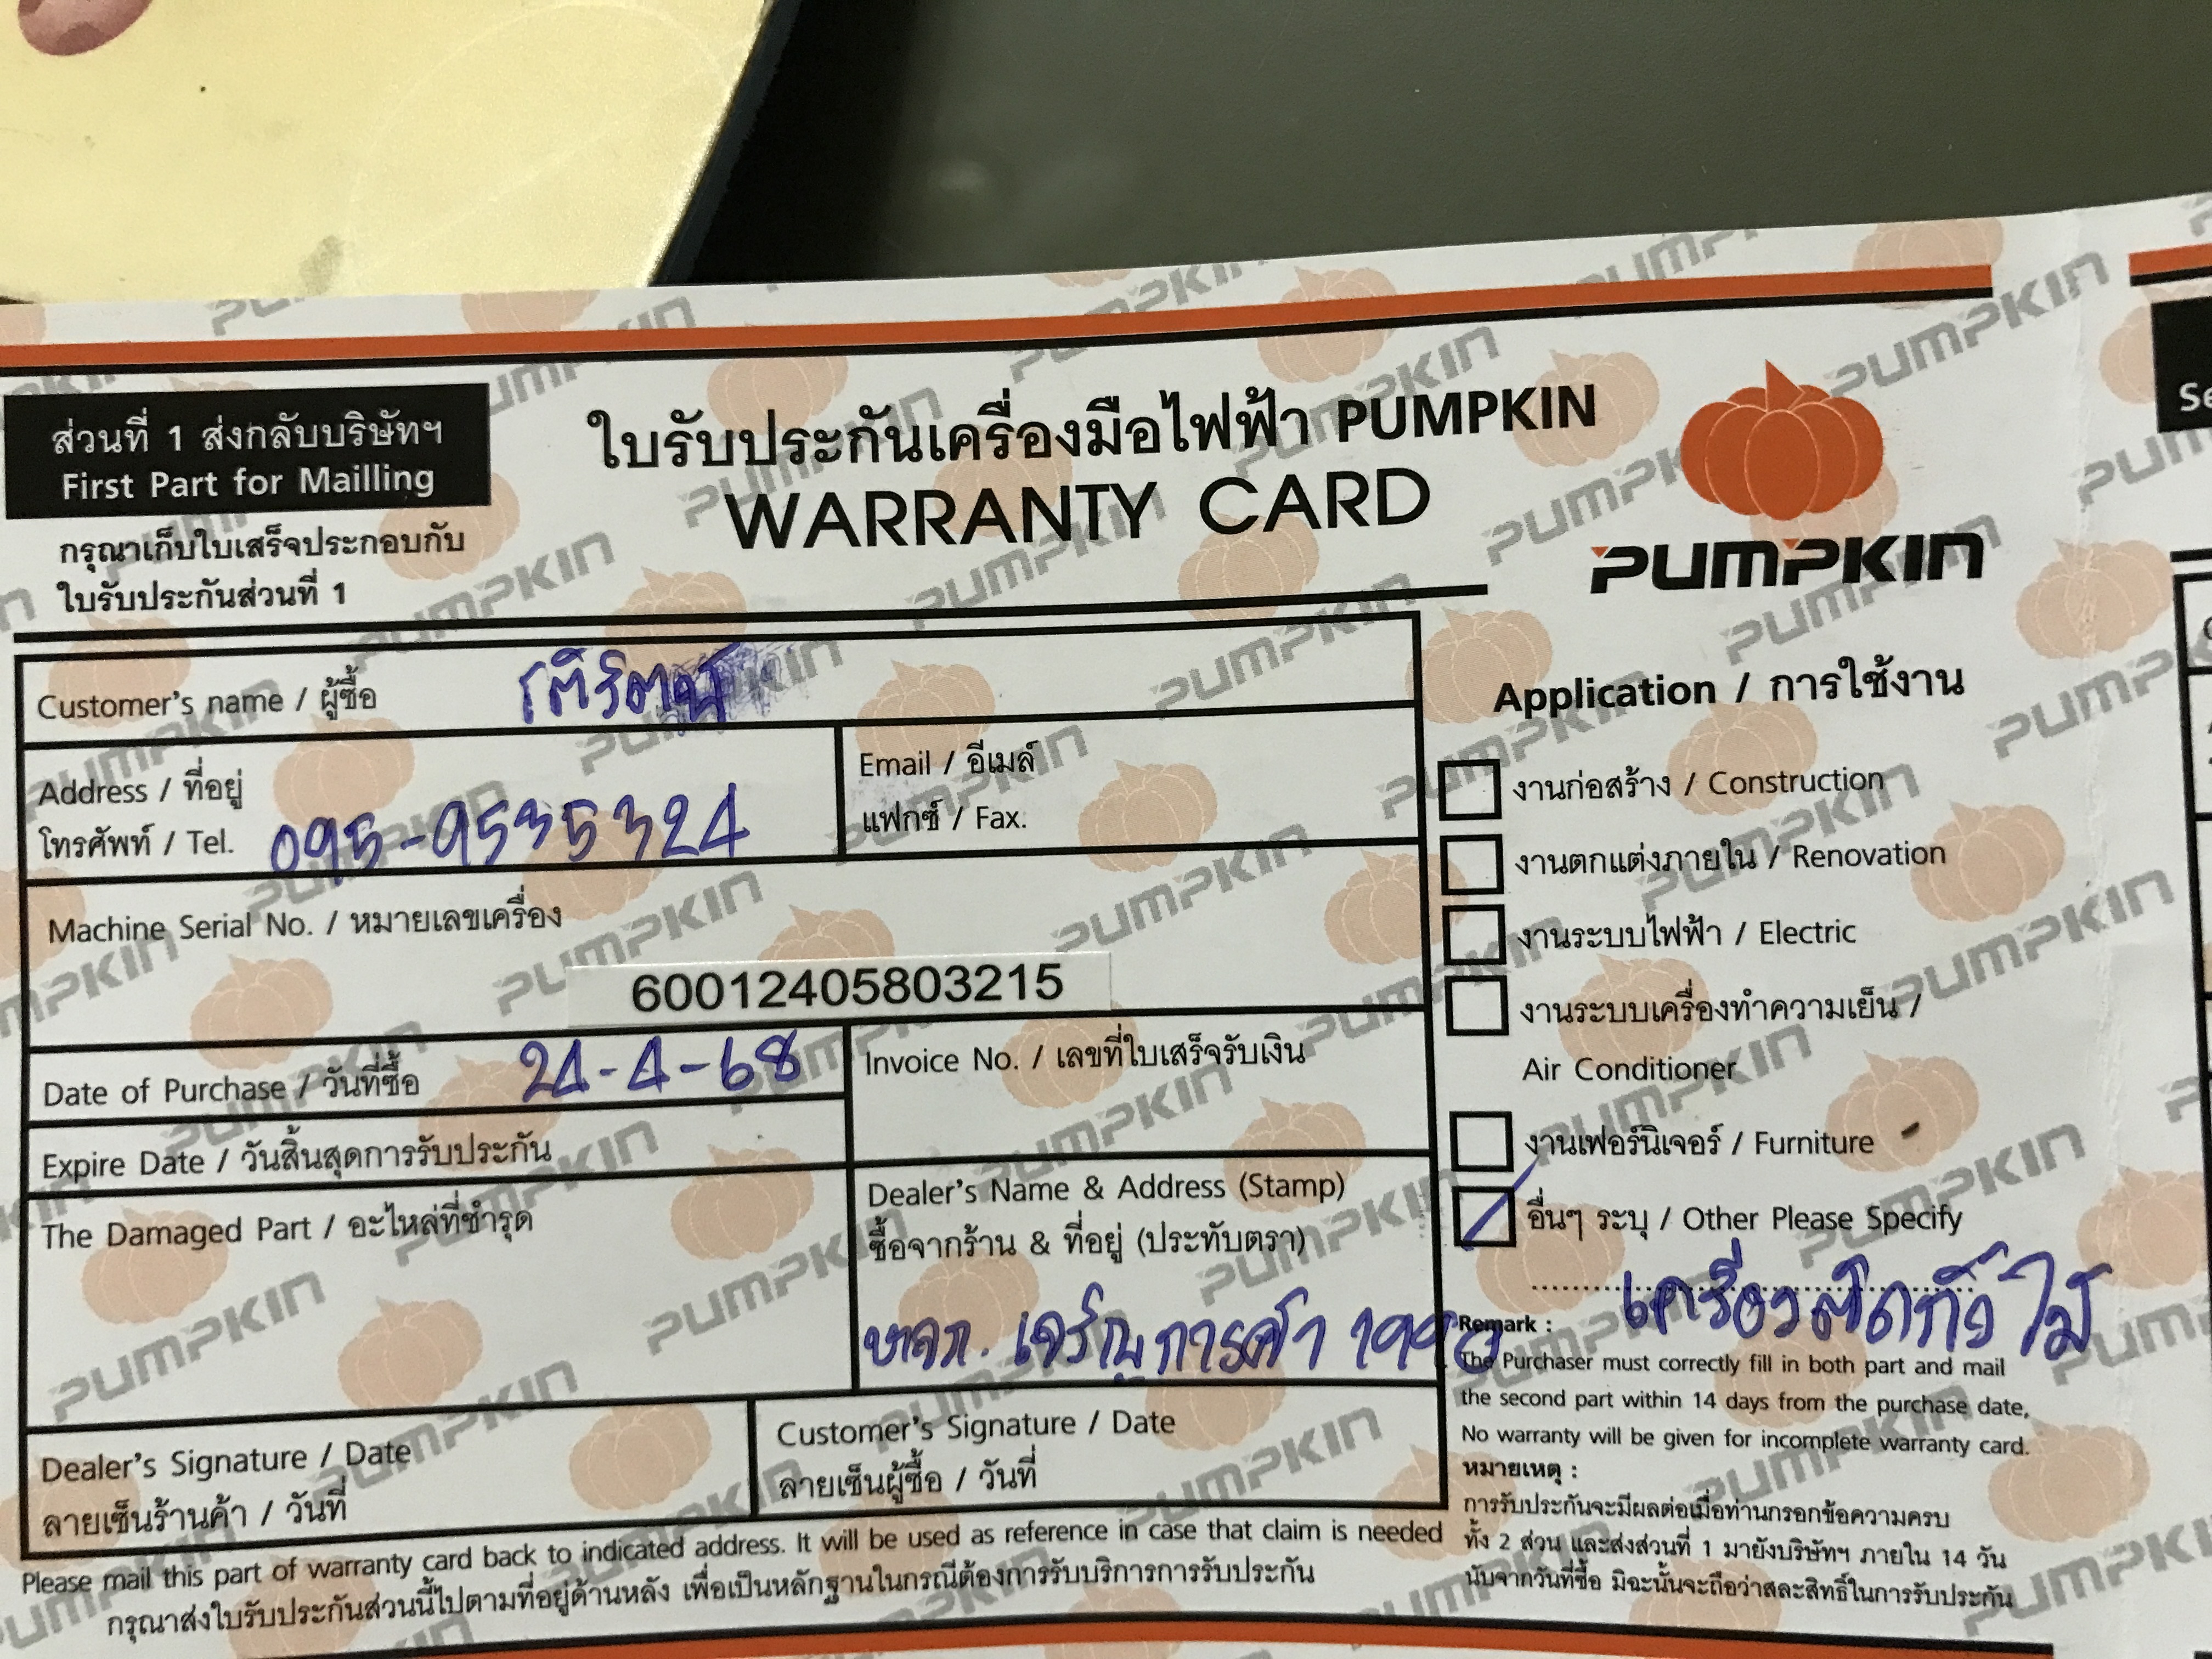 ส่วนที่ 1 ส่งกลับบริษัทฯ
First Part for Mailling
กรุณาเก็บใบเสร็จประกอบกับ
ใบรับประกันส่วนที่ 1
ใบรับประกันเครื่องมือไฟฟ้า PUMPKIN
WARRANTY CARD
PUMPKIN
Customer's name / ผู้ซื้อ
Address / ที่อยู่
โทรศัพท์ / Tel. 095-9535324
Email / อีเมล์
แฟกซ์ / Fax.
Machine Serial No. / หมายเลขเครื่อง
60012405803215
Date of Purchase / วันที่ซื้อ 24-4-68
Invoice No. / เลขที่ใบเสร็จรับเงิน
Expire Date / วันสิ้นสุดการรับประกัน
The Damaged Part / อะไหล่ที่ชำรุด
Dealer's Name & Address (Stamp)
ซื้อจากร้าน & ที่อยู่ (ประทับตรา)
หจก. เจริญการค้า 1990
Dealer's Signature / Date
ลายเซ็นร้านค้า / วันที่
Customer's Signature / Date
ลายเซ็นผู้ซื้อ / วันที่
Please mail this part of warranty card back to indicated address. It will be used as reference in case that claim is needed
กรุณาส่งใบรับประกันส่วนนี้ไปตามที่อยู่ด้านหลัง เพื่อเป็นหลักฐานในกรณีต้องการรับบริการการรับประกัน
Application / การใช้งาน
งานก่อสร้าง / Construction
งานตกแต่งภายใน / Renovation
งานระบบไฟฟ้า / Electric
งานระบบเครื่องทำความเย็น /
Air Conditioner
งานเฟอร์นิเจอร์ / Furniture
อื่นๆ ระบุ / Other Please Specify
เครื่องตัดกิ่งไม้
Remark :
The Purchaser must correctly fill in both part and mail
the second part within 14 days from the purchase date,
No warranty will be given for incomplete warranty card.
หมายเหตุ :
การรับประกันจะมีผลต่อเมื่อท่านกรอกข้อความครบ
ทั้ง 2 ส่วน และส่งส่วนที่ 1 มายังบริษัทฯ ภายใน 14 วัน
นับจากวันที่ซื้อ มิฉะนั้นจะถือว่าสละสิทธิ์ในการรับประกัน